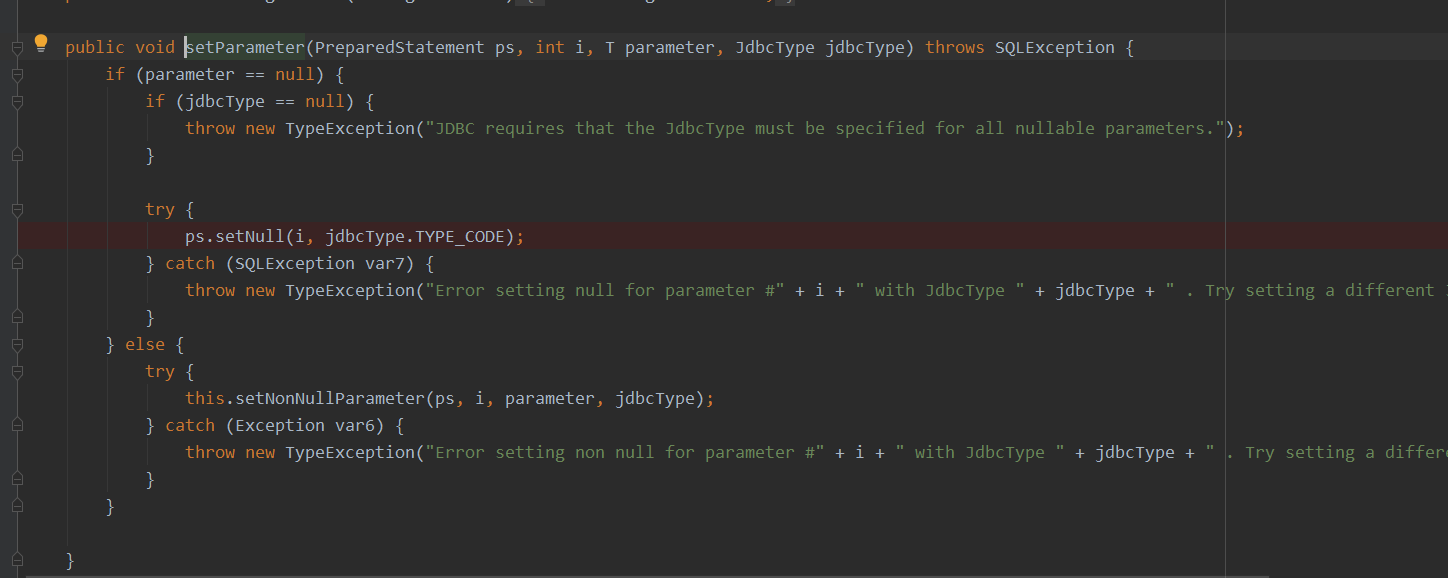 public void setParameter(PreparedStatement ps, int i, T parameter, JdbcType jdbcType) throws SQLException {
if (parameter == null) {
if (jdbcType == null) {
throw new TypeException("JDBC requires that the JdbcType must be specified for all nullable parameters.");
}
try {
ps.setNull(i, jdbcType.TYPE_CODE);
} catch (SQLException var7) {
throw new TypeException("Error setting null for parameter #" + i + " with JdbcType " + jdbcType + " . Try setting a different
}
} else {
try {
this.setNonNullParameter(ps, i, parameter, jdbcType);
} catch (Exception var6) {
throw new TypeException("Error setting non null for parameter #" + i + " with JdbcType " + jdbcType + " . Try setting a
}
}
}